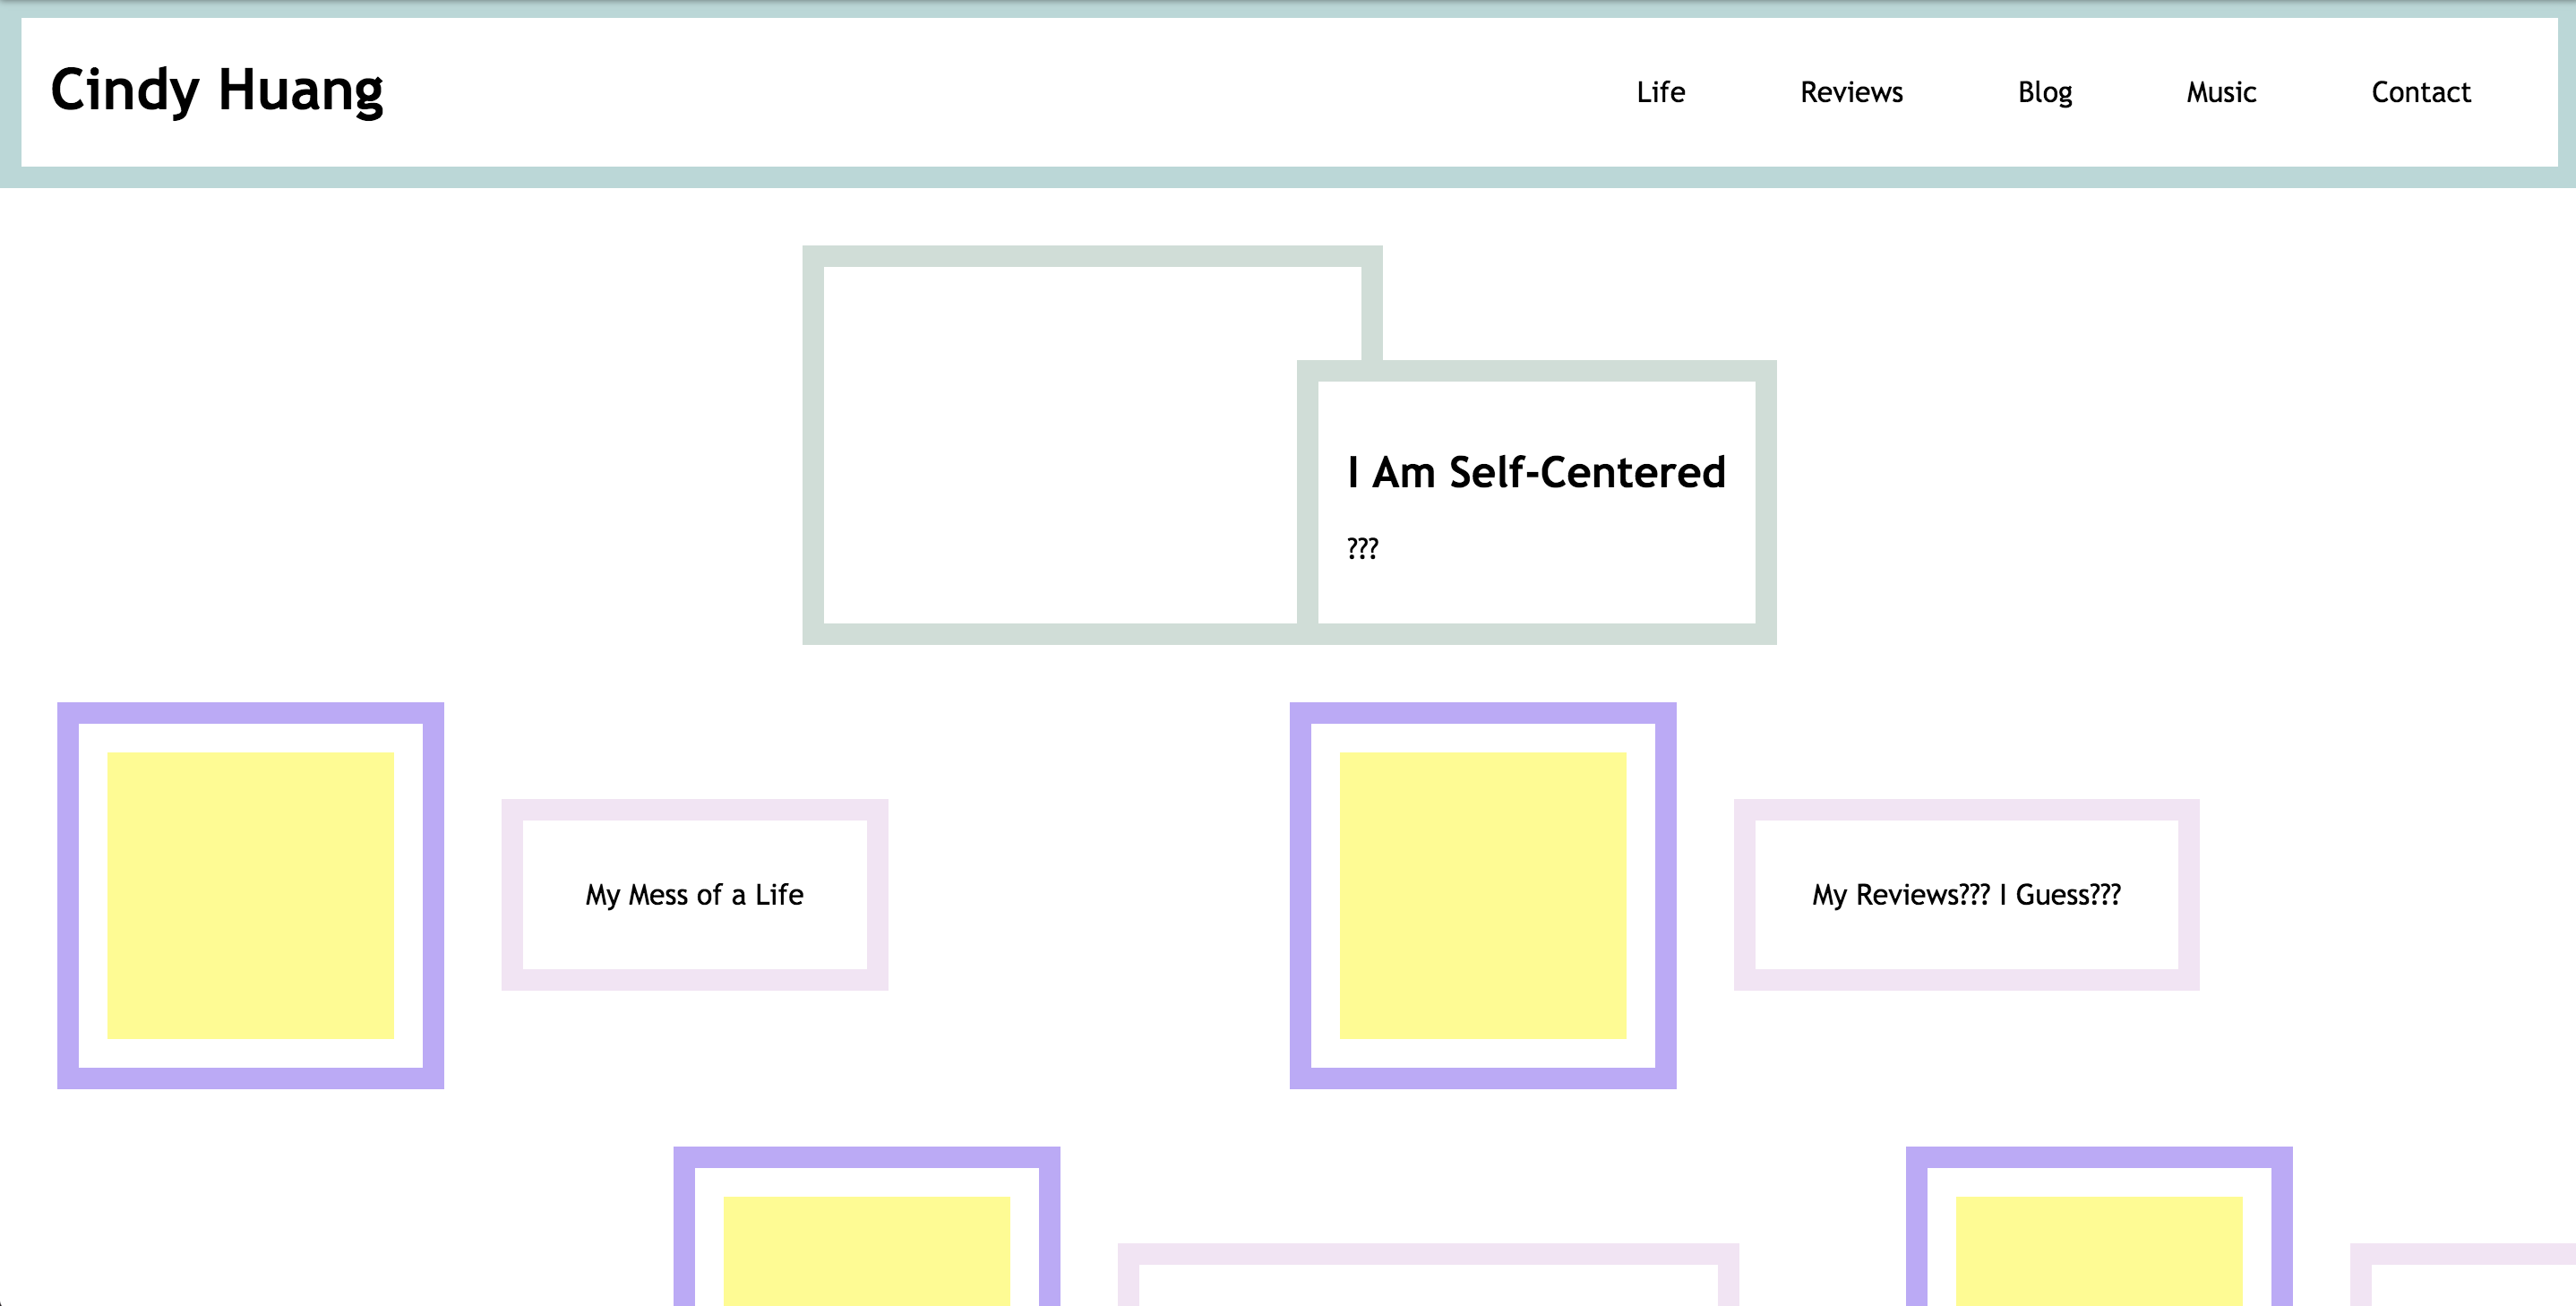 Cindy Huang
Life Reviews Blog Music Contact
I Am Self-Centered
???
My Mess of a Life
My Reviews??? I Guess???